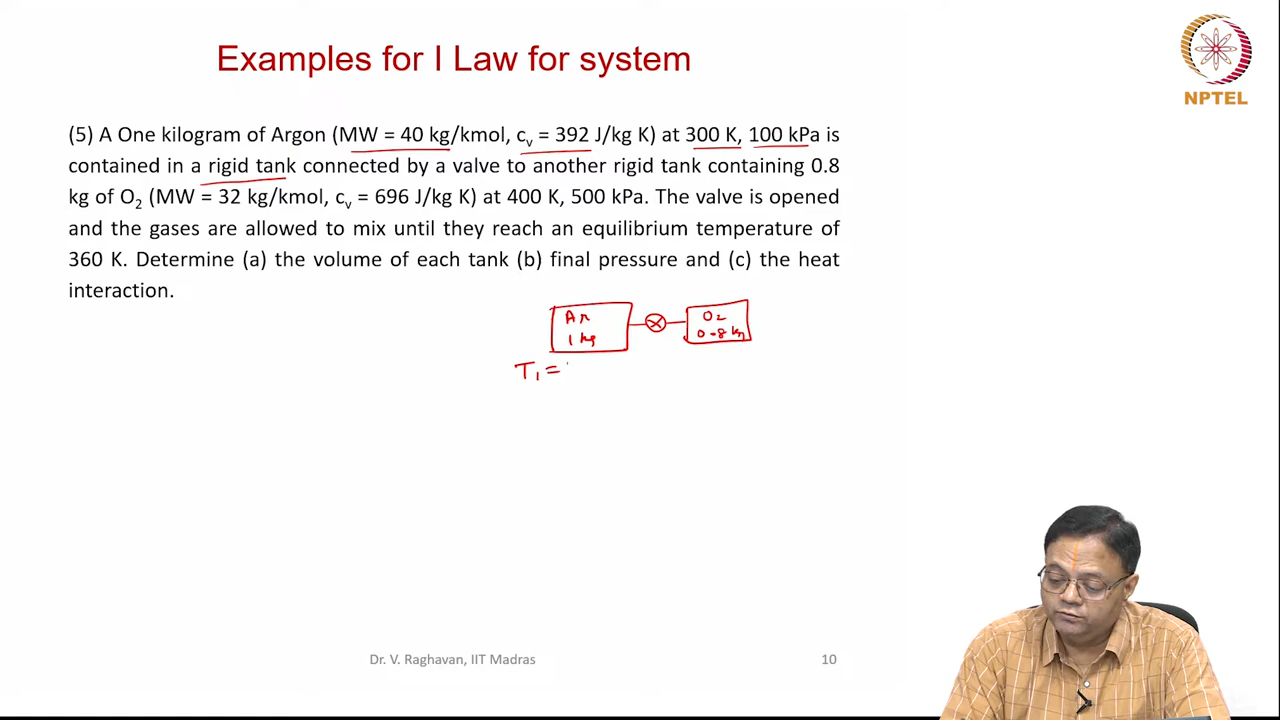 Examples for I Law for system
NPTEL
(5) A One kilogram of Argon (MW = 40 kg/kmol, cv = 392 J/kg K) at 300 K, 100 kPa is
contained in a rigid tank connected by a valve to another rigid tank containing 0.8
kg of O2 (MW = 32 kg/kmol, cv = 696 J/kg K) at 400 K, 500 kPa. The valve is opened
and the gases are allowed to mix until they reach an equilibrium temperature of
360 K. Determine (a) the volume of each tank (b) final pressure and (c) the heat
interaction.
Ar O2
1 kg 0.8 kg
T1 =
Dr. V. Raghavan, IIT Madras 10